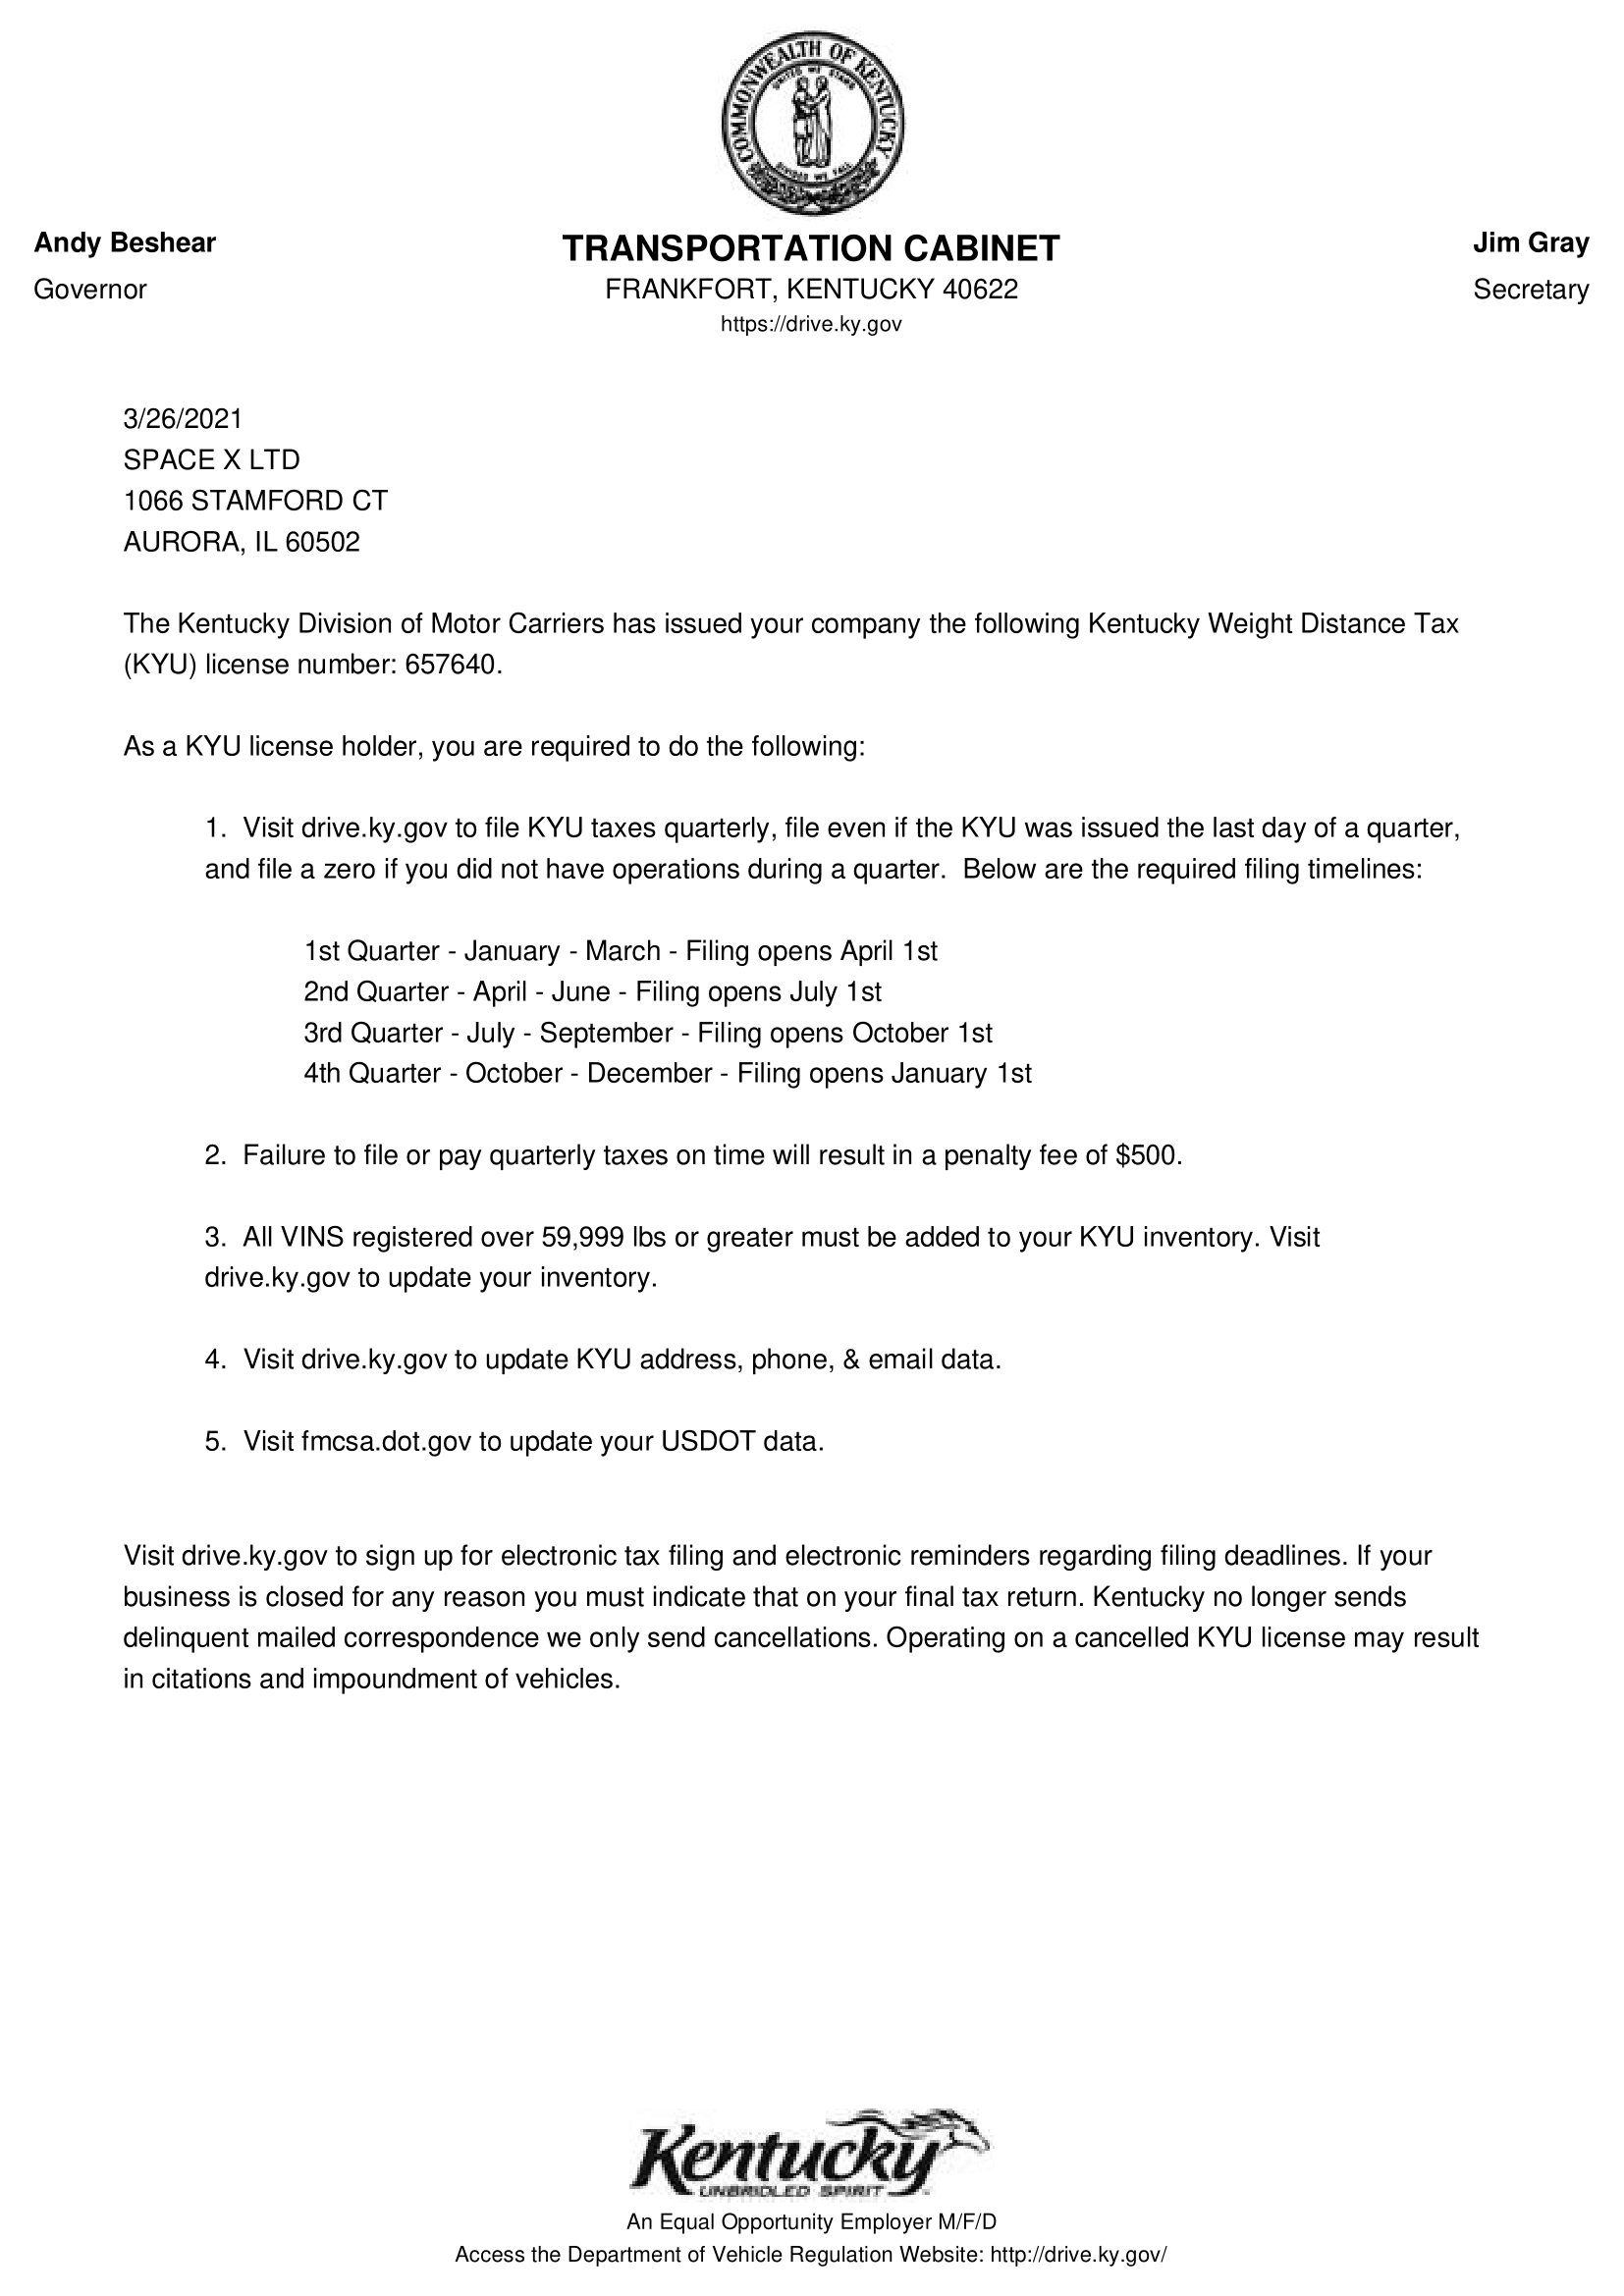 COMMONWEALTH OF KENTUCKY
UNITED WE STAND
DIVIDED WE FALL
Andy Beshear
Governor
TRANSPORTATION CABINET
FRANKFORT, KENTUCKY 40622
https://drive.ky.gov
Jim Gray
Secretary
3/26/2021
SPACE X LTD
1066 STAMFORD CT
AURORA, IL 60502
The Kentucky Division of Motor Carriers has issued your company the following Kentucky Weight Distance Tax
(KYU) license number: 657640.
As a KYU license holder, you are required to do the following:
1. Visit drive.ky.gov to file KYU taxes quarterly, file even if the KYU was issued the last day of a quarter,
and file a zero if you did not have operations during a quarter. Below are the required filing timelines:
1st Quarter - January - March - Filing opens April 1st
2nd Quarter - April - June - Filing opens July 1st
3rd Quarter - July - September - Filing opens October 1st
4th Quarter - October - December - Filing opens January 1st
2. Failure to file or pay quarterly taxes on time will result in a penalty fee of $500.
3. All VINS registered over 59,999 lbs or greater must be added to your KYU inventory. Visit
drive.ky.gov to update your inventory.
4. Visit drive.ky.gov to update KYU address, phone, & email data.
5. Visit fmcsa.dot.gov to update your USDOT data.
Visit drive.ky.gov to sign up for electronic tax filing and electronic reminders regarding filing deadlines. If your
business is closed for any reason you must indicate that on your final tax return. Kentucky no longer sends
delinquent mailed correspondence we only send cancellations. Operating on a cancelled KYU license may result
in citations and impoundment of vehicles.
Kentucky
UNBRIDLED SPIRIT
An Equal Opportunity Employer M/F/D
Access the Department of Vehicle Regulation Website: http://drive.ky.gov/